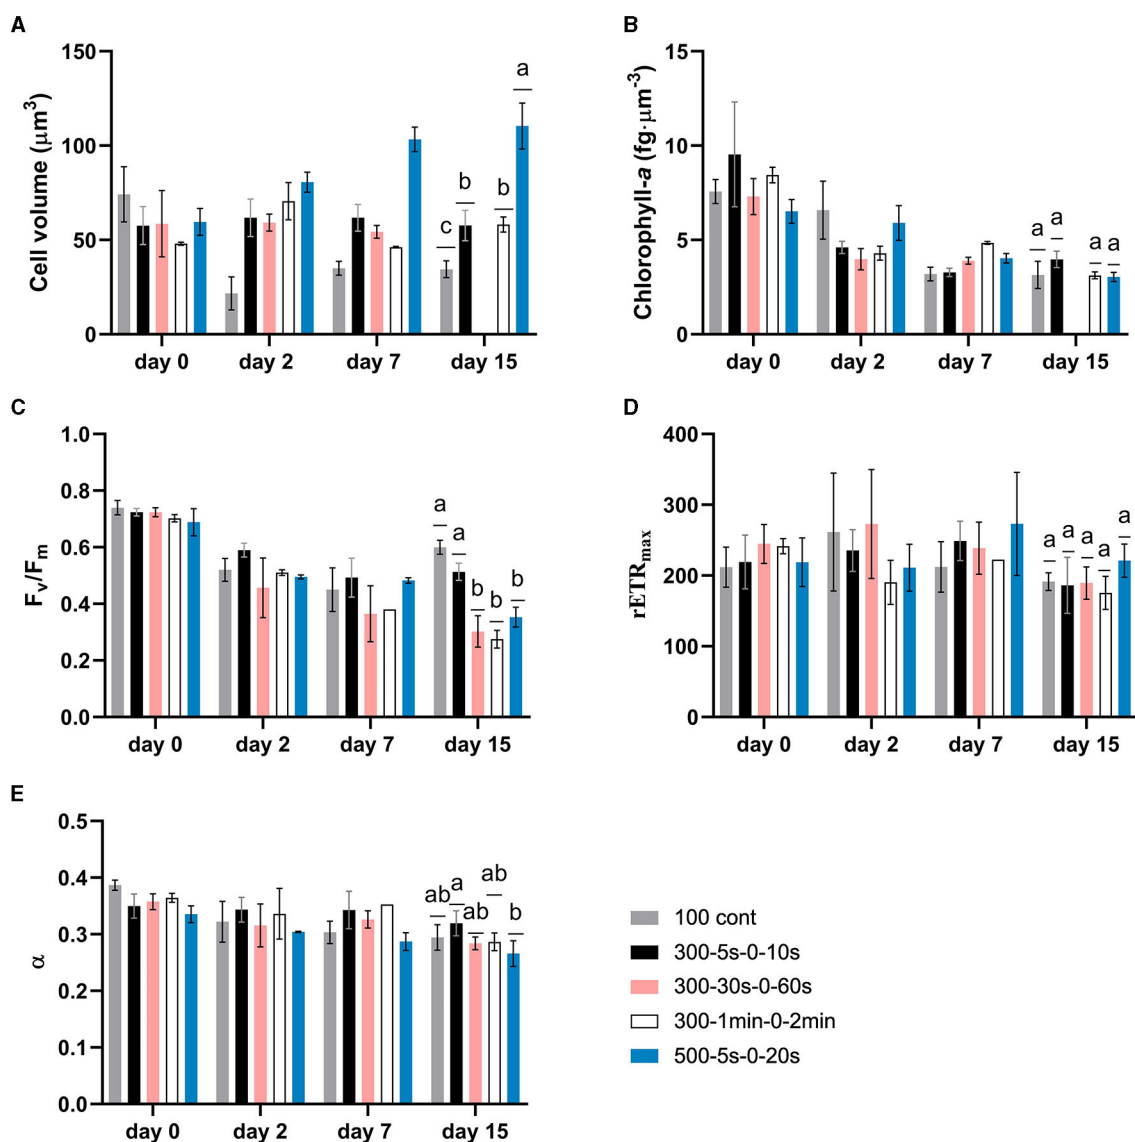 A
Cell volume (μm³)
150
100
50
0
a
b
b
c
day 0 day 2 day 7 day 15
B
Chlorophyll-a (fg·μm⁻³)
15
10
5
0
a a a a
day 0 day 2 day 7 day 15
C
Fv/Fm
1.0
0.8
0.6
0.4
0.2
0.0
a
a
b b b
day 0 day 2 day 7 day 15
D
rETRmax
400
300
200
100
0
a a a a a
day 0 day 2 day 7 day 15
E
α
0.5
0.4
0.3
0.2
0.1
0.0
ab a ab ab b
day 0 day 2 day 7 day 15
100 cont
300-5s-0-10s
300-30s-0-60s
300-1min-0-2min
500-5s-0-20s